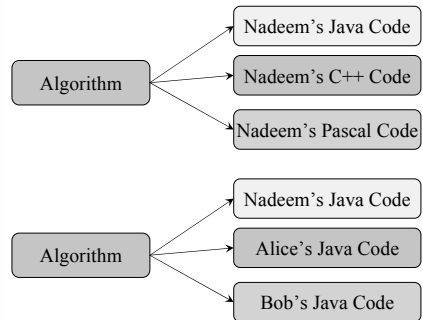 Nadeem’s Java Code
Algorithm
Nadeem’s C++ Code
Nadeem’s Pascal Code
Nadeem’s Java Code
Algorithm
Alice’s Java Code
Bob’s Java Code